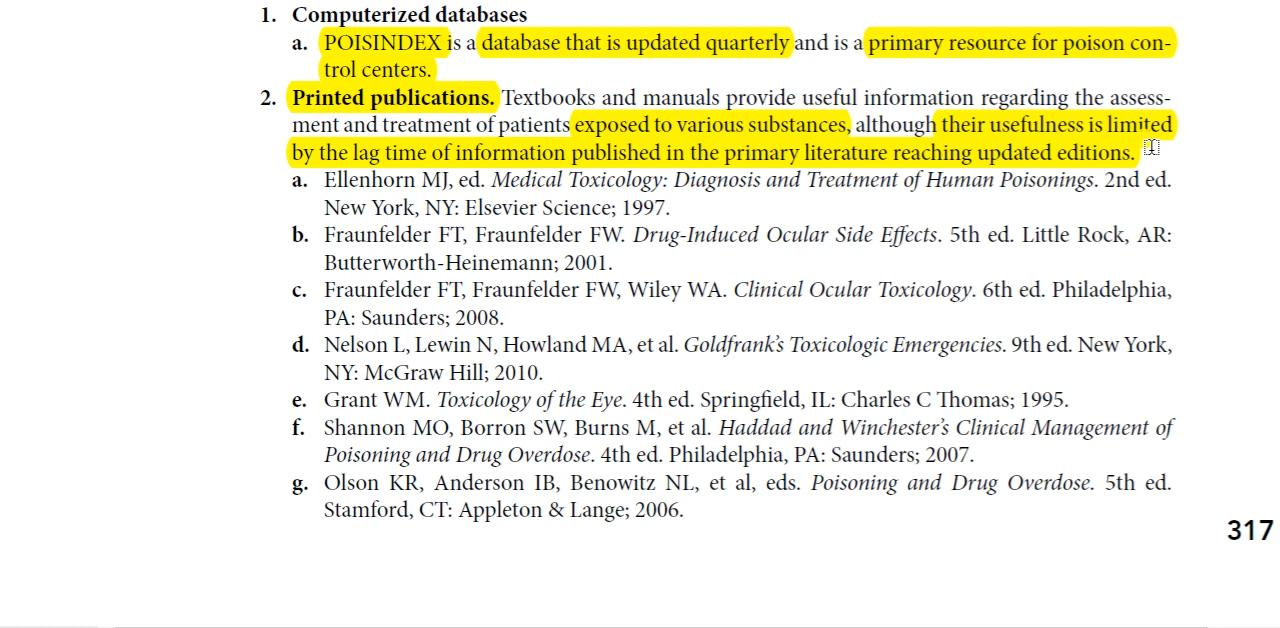 1. Computerized databases
a. POISINDEX is a database that is updated quarterly and is a primary resource for poison con-
trol centers.
2. Printed publications. Textbooks and manuals provide useful information regarding the assess-
ment and treatment of patients exposed to various substances, although their usefulness is limited
by the lag time of information published in the primary literature reaching updated editions.
a. Ellenhorn MJ, ed. Medical Toxicology: Diagnosis and Treatment of Human Poisonings. 2nd ed.
New York, NY: Elsevier Science; 1997.
b. Fraunfelder FT, Fraunfelder FW. Drug-Induced Ocular Side Effects. 5th ed. Little Rock, AR:
Butterworth-Heinemann; 2001.
c. Fraunfelder FT, Fraunfelder FW, Wiley WA. Clinical Ocular Toxicology. 6th ed. Philadelphia,
PA: Saunders; 2008.
d. Nelson L, Lewin N, Howland MA, et al. Goldfrank's Toxicologic Emergencies. 9th ed. New York,
NY: McGraw Hill; 2010.
e. Grant WM. Toxicology of the Eye. 4th ed. Springfield, IL: Charles C Thomas; 1995.
f. Shannon MO, Borron SW, Burns M, et al. Haddad and Winchester's Clinical Management of
Poisoning and Drug Overdose. 4th ed. Philadelphia, PA: Saunders; 2007.
g. Olson KR, Anderson IB, Benowitz NL, et al, eds. Poisoning and Drug Overdose. 5th ed.
Stamford, CT: Appleton & Lange; 2006.
317